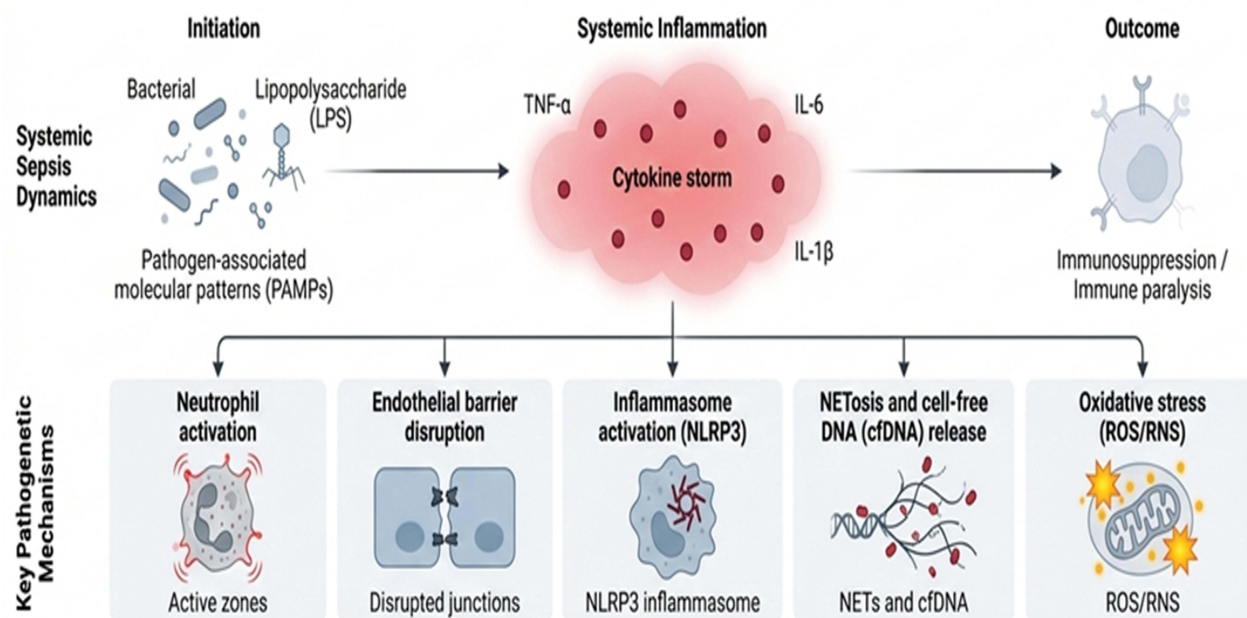 Initiation
Systemic Inflammation
Outcome
Systemic
Sepsis
Dynamics
Bacterial
Lipopolysaccharide
(LPS)
Pathogen-associated
molecular patterns (PAMPs)
TNF-α
IL-6
Cytokine storm
IL-1β
Immunosuppression /
Immune paralysis
Key Pathogenetic
Mechanisms
Neutrophil
activation
Active zones
Endothelial barrier
disruption
Disrupted junctions
Inflammasome
activation (NLRP3)
NLRP3 inflammasome
NETosis and cell-free
DNA (cfDNA) release
NETs and cfDNA
Oxidative stress
(ROS/RNS)
ROS/RNS